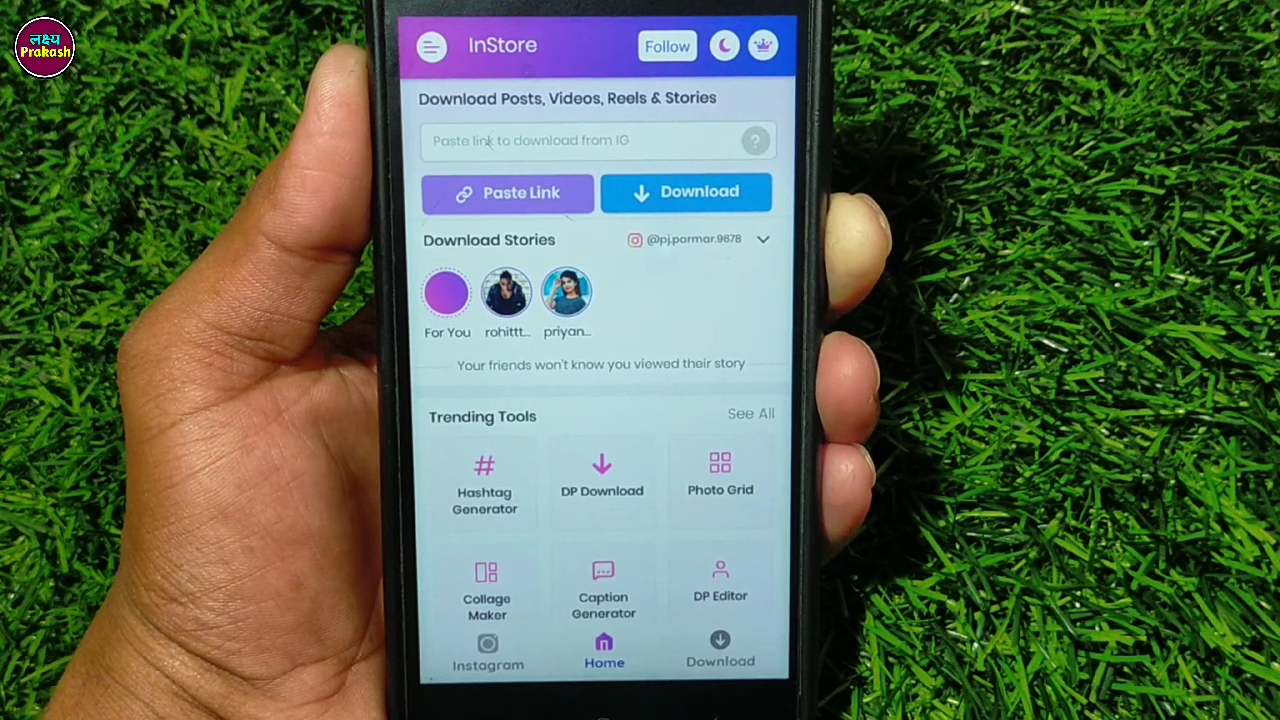 लक्ष्य
Prakash
InStore
Follow
Download Posts, Videos, Reels & Stories
Paste link to download from IG
?
Paste Link
Download
Download Stories
@pj.parmar.9678
For You
rohittt...
priyan...
Your friends won't know you viewed their story
Trending Tools
See All
Hashtag
Generator
DP Download
Photo Grid
Collage
Maker
Caption
Generator
DP Editor
Instagram
Home
Download